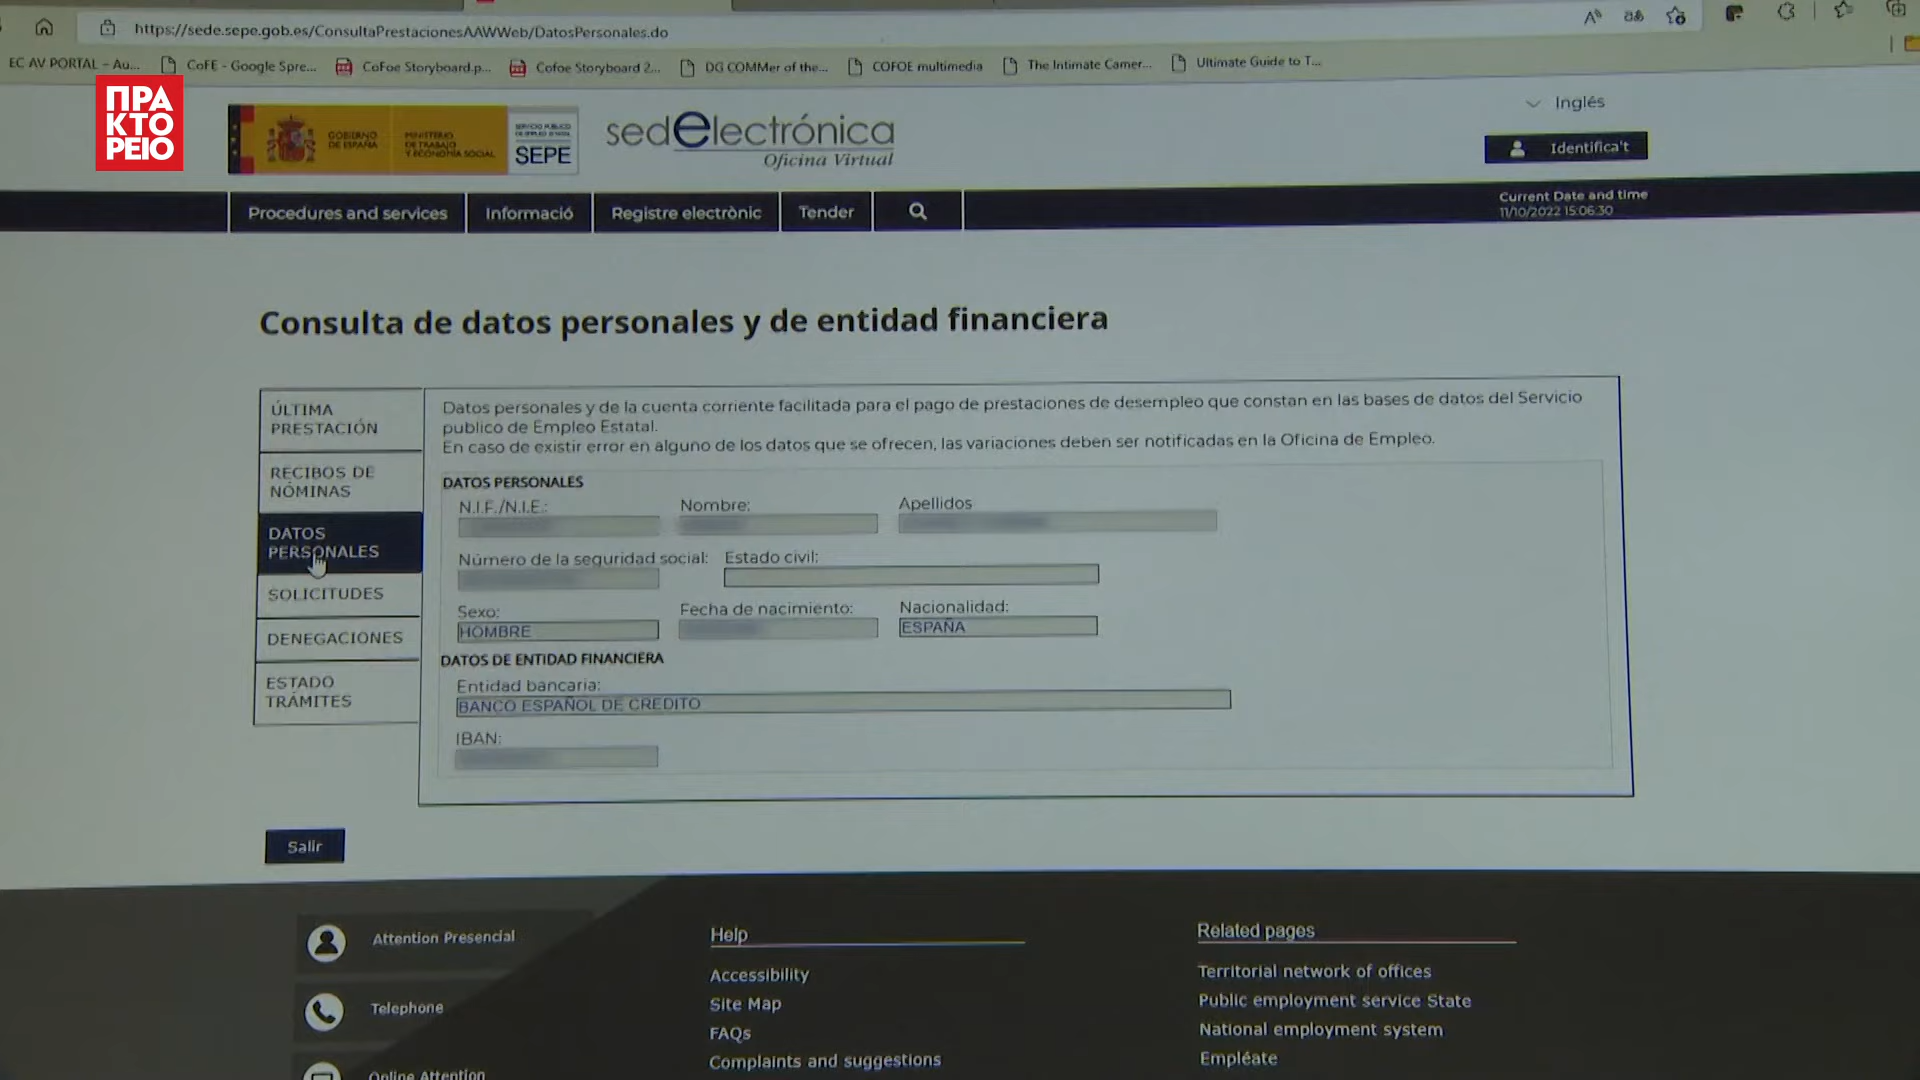 https://sede.sepe.gob.es/ConsultaPrestacionesAAWWeb/DatosPersonales.do
EC AV PORTAL – Au...
CoFE - Google Spre...
CoFoe Storyboard.p...
Cofoe Storyboard 2...
DG COMMer of the...
COFOE multimedia
The Intimate Camer...
Ultimate Guide to T...
ΠΡΑ
ΚΤΟ
ΡΕΙΟ
GOBIERNO
DE ESPAÑA
MINISTERIO
DE TRABAJO
Y ECONOMÍA SOCIAL
SEPE
sedElectrónica
Oficina Virtual
Inglés
Identifica't
Procedures and services
Informació
Registre electrònic
Tender
Current Date and time
11/10/2022 15:06:30
Consulta de datos personales y de entidad financiera
ÚLTIMA
PRESTACIÓN
RECIBOS DE
NÓMINAS
DATOS
PERSONALES
SOLICITUDES
DENEGACIONES
ESTADO
TRÁMITES
Datos personales y de la cuenta corriente facilitada para el pago de prestaciones de desempleo que constan en las bases de datos del Servicio
publico de Empleo Estatal.
En caso de existir error en alguno de los datos que se ofrecen, las variaciones deben ser notificadas en la Oficina de Empleo.
DATOS PERSONALES
N.I.F./N.I.E.:
Nombre:
Apellidos
Número de la seguridad social:
Estado civil:
Sexo:
Fecha de nacimiento:
Nacionalidad:
HOMBRE
ESPAÑA
DATOS DE ENTIDAD FINANCIERA
Entidad bancaria:
BANCO ESPAÑOL DE CREDITO
IBAN:
Salir
Attention Presencial
Telephone
Online Attention
Help
Accessibility
Site Map
FAQs
Complaints and suggestions
Related pages
Territorial network of offices
Public employment service State
National employment system
Empléate